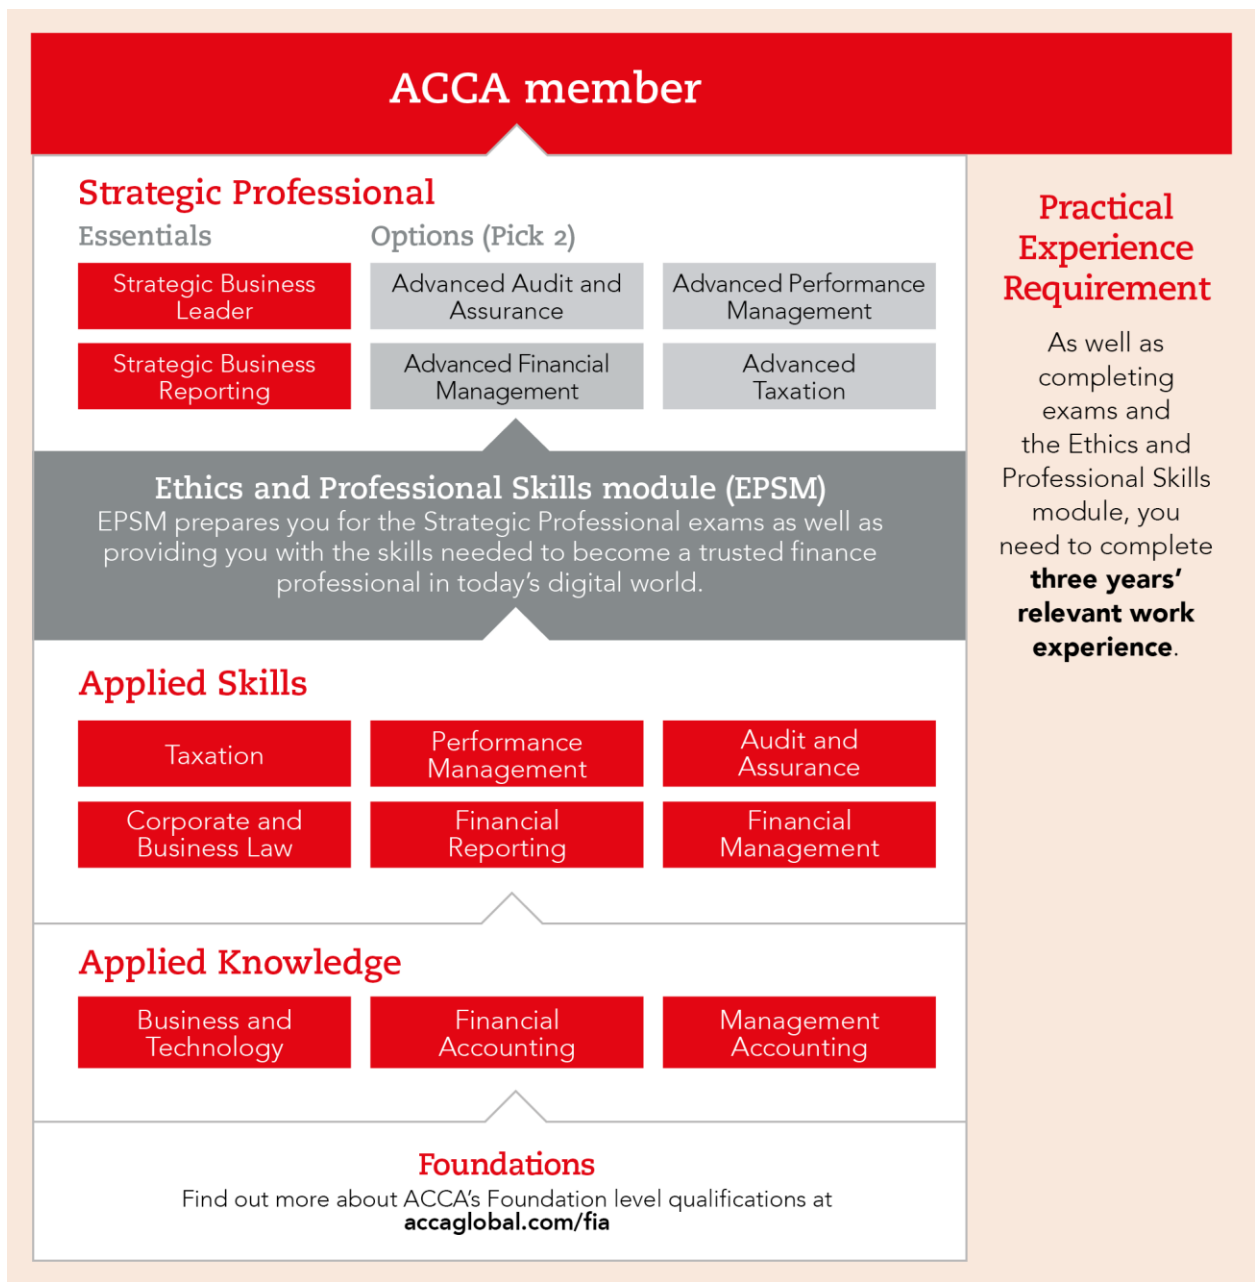 ACCA member
Strategic Professional
Essentials
Options (Pick 2)
Strategic Business
Leader
Advanced Audit and
Assurance
Advanced Performance
Management
Strategic Business
Reporting
Advanced Financial
Management
Advanced
Taxation
Ethics and Professional Skills module (EPSM)
EPSM prepares you for the Strategic Professional exams as well as
providing you with the skills needed to become a trusted finance
professional in today's digital world.
Applied Skills
Taxation
Performance
Management
Audit and
Assurance
Corporate and
Business Law
Financial
Reporting
Financial
Management
Applied Knowledge
Business and
Technology
Financial
Accounting
Management
Accounting
Foundations
Find out more about ACCA's Foundation level qualifications at
accaglobal.com/fia
Practical
Experience
Requirement
As well as
completing
exams and
the Ethics and
Professional Skills
module, you
need to complete
three years'
relevant work
experience.